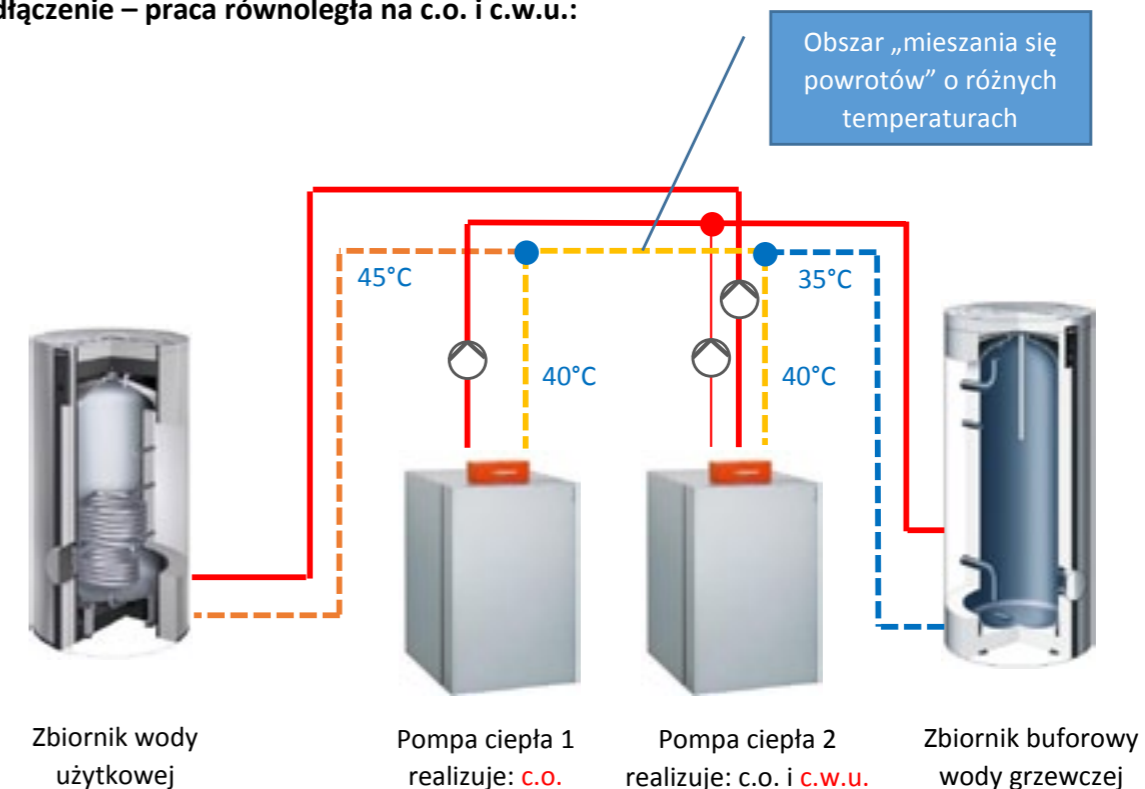 dłączenie – praca równoległa na c.o. i c.w.u.:
Obszar „mieszania się
powrotów” o różnych
temperaturach
45°C
35°C
40°C
40°C
Zbiornik wody
użytkowej
Pompa ciepła 1
realizuje: c.o.
Pompa ciepła 2
realizuje: c.o. i c.w.u.
Zbiornik buforowy
wody grzewczej